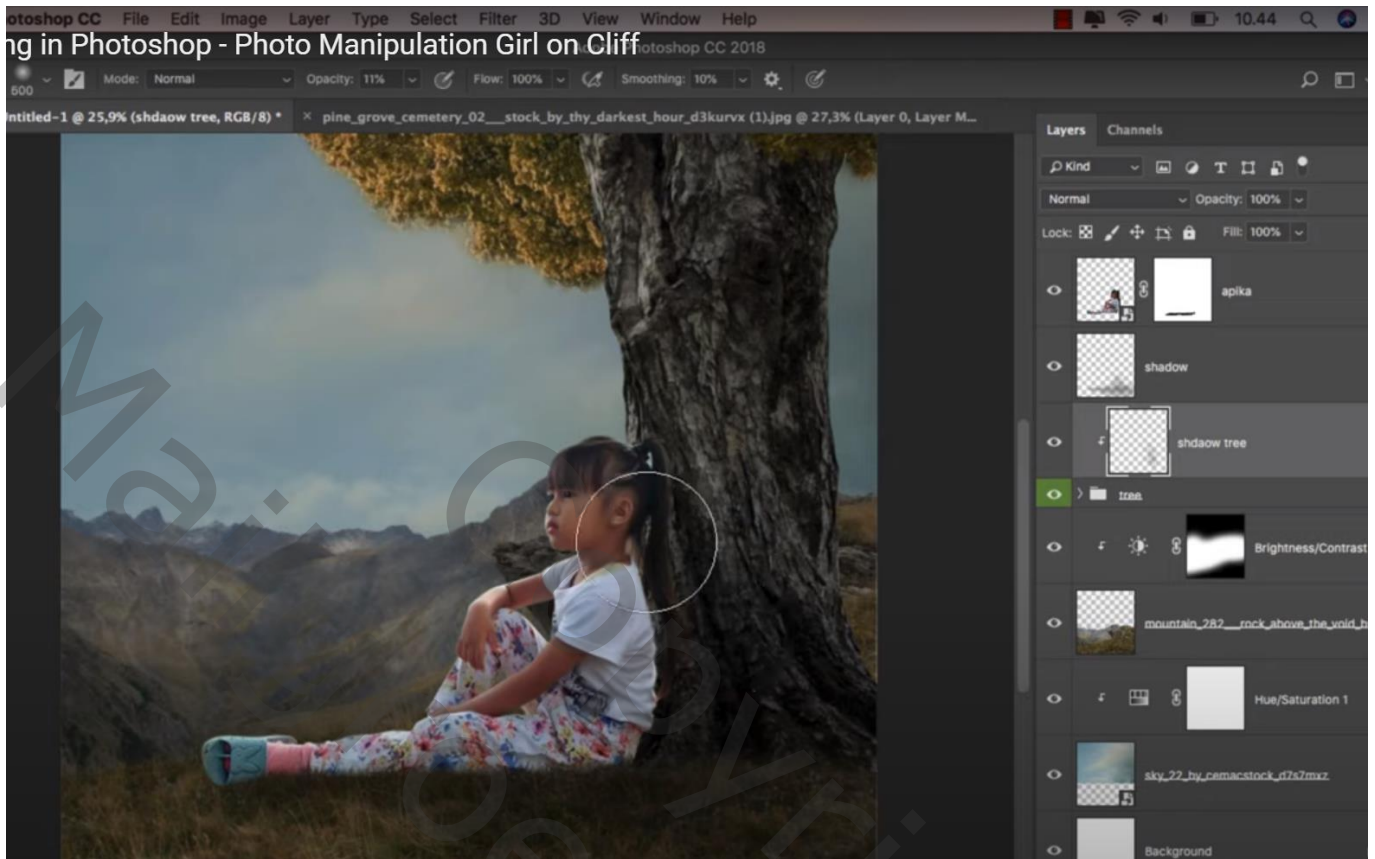 otoshop CC File Edit Image Layer Type Select Filter 3D View Window Help 10.44
ng in Photoshop - Photo Manipulation Girl on Cliff
otoshop CC 2018
600 Mode: Normal Opacity: 11% Flow: 100% Smoothing: 10%
ntitled-1 @ 25,9% (shdaow tree, RGB/8) * × pine_grove_cemetery_02__stock_by_thy_darkest_hour_d3kurvx (1).jpg @ 27,3% (Layer 0, Layer M...
Layers Channels
Kind
Normal Opacity: 100%
Lock: Fill: 100%
apika
shadow
shdaow tree
tree
Brightness/Contrast
mountain_282__rock_above_the_void_b
Hue/Saturation 1
sky_22_by_cemacstock_d7s7mxz
Background